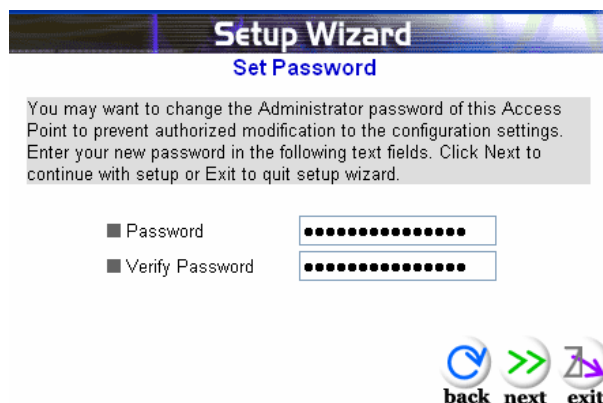 Setup Wizard
Set Password
You may want to change the Administrator password of this Access
Point to prevent authorized modification to the configuration settings.
Enter your new password in the following text fields. Click Next to
continue with setup or Exit to quit setup wizard.
Password ●●●●●●●●●●●●●●●
Verify Password ●●●●●●●●●●●●●●●
back next exit